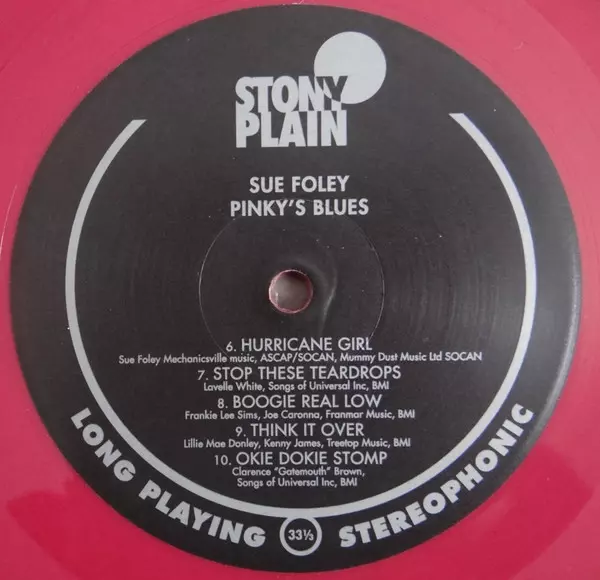 STONY
PLAIN
SUE FOLEY
PINKY'S BLUES
6. HURRICANE GIRL
Sue Foley Mechanicsville music, ASCAP/SOCAN, Mummy Dust Music Ltd SOCAN
7. STOP THESE TEARDROPS
Lavelle White, Songs of Universal Inc, BMI
8. BOOGIE REAL LOW
Frankie Lee Sims, Joe Caronna, Franmar Music, BMI
9. THINK IT OVER
Lillie Mae Donley, Kenny James, Treetop Music, BMI
10. OKIE DOKIE STOMP
Clarence "Gatemouth" Brown,
Songs of Universal Inc, BMI
LONG PLAYING 33⅓ STEREOPHONIC